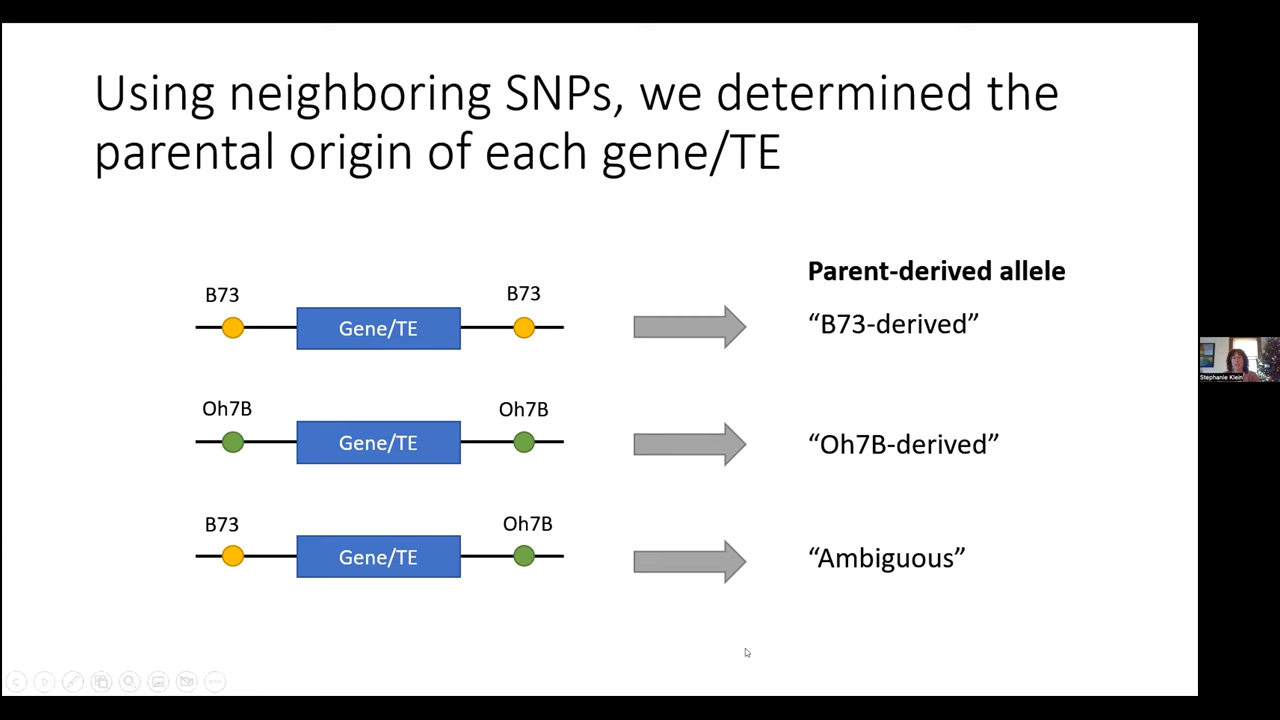 Using neighboring SNPs, we determined the
parental origin of each gene/TE
Parent-derived allele
B73
B73
Gene/TE
“B73-derived”
Oh7B
Oh7B
Gene/TE
“Oh7B-derived”
B73
Oh7B
Gene/TE
“Ambiguous”
Stephanie Klein